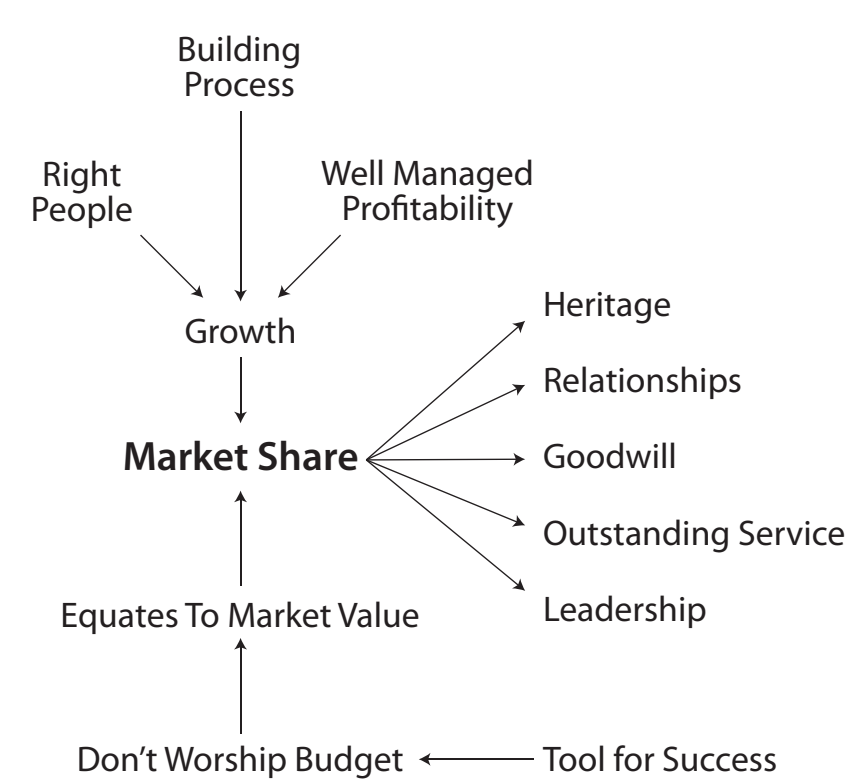 Building
Process
Right
People
Well Managed
Profitability
Growth
Heritage
Relationships
Market Share
Goodwill
Outstanding Service
Equates To Market Value
Leadership
Don't Worship Budget
Tool for Success